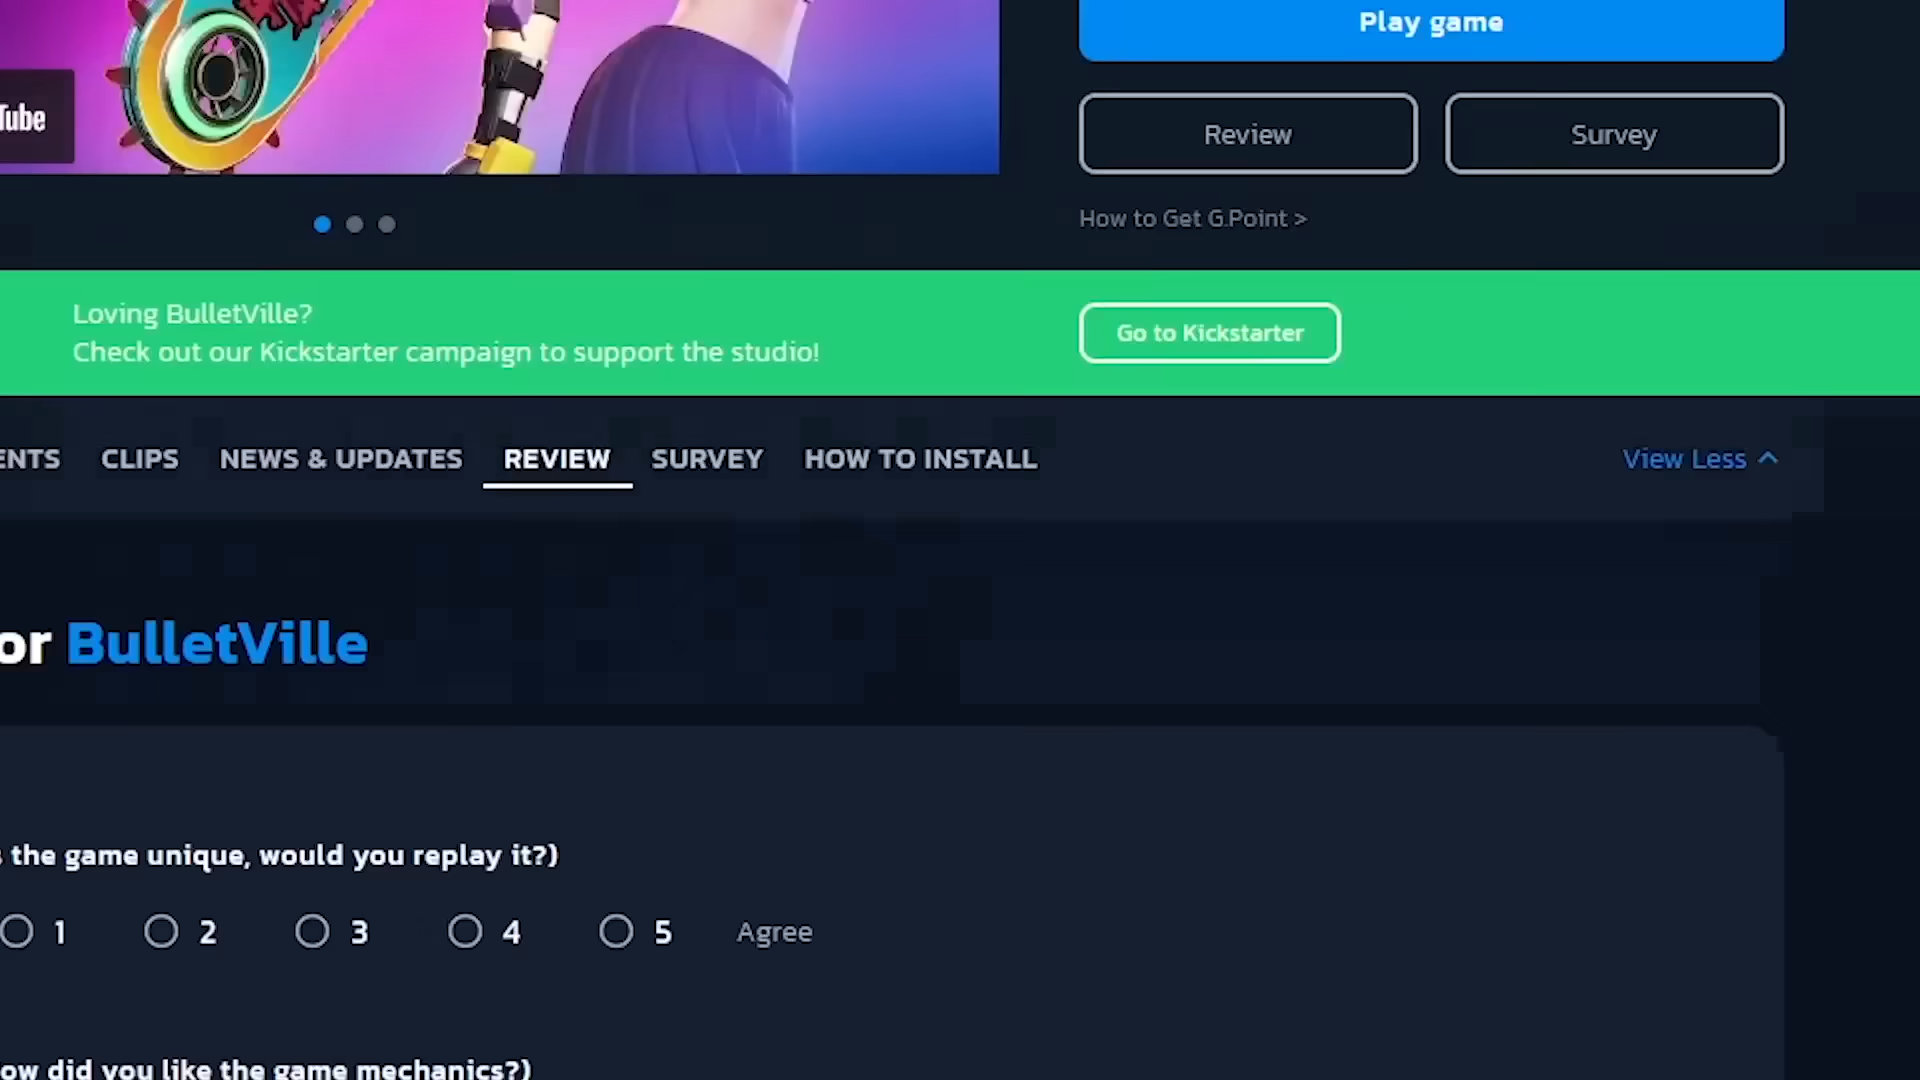 Play game
Tube
Review
Survey
How to Get G.Point >
Loving BulletVille?
Check out our Kickstarter campaign to support the studio!
Go to Kickstarter
ENTS
CLIPS
NEWS & UPDATES
REVIEW
SURVEY
HOW TO INSTALL
View Less
or BulletVille
s the game unique, would you replay it?)
1
2
3
4
5
Agree
ow did you like the game mechanics?)